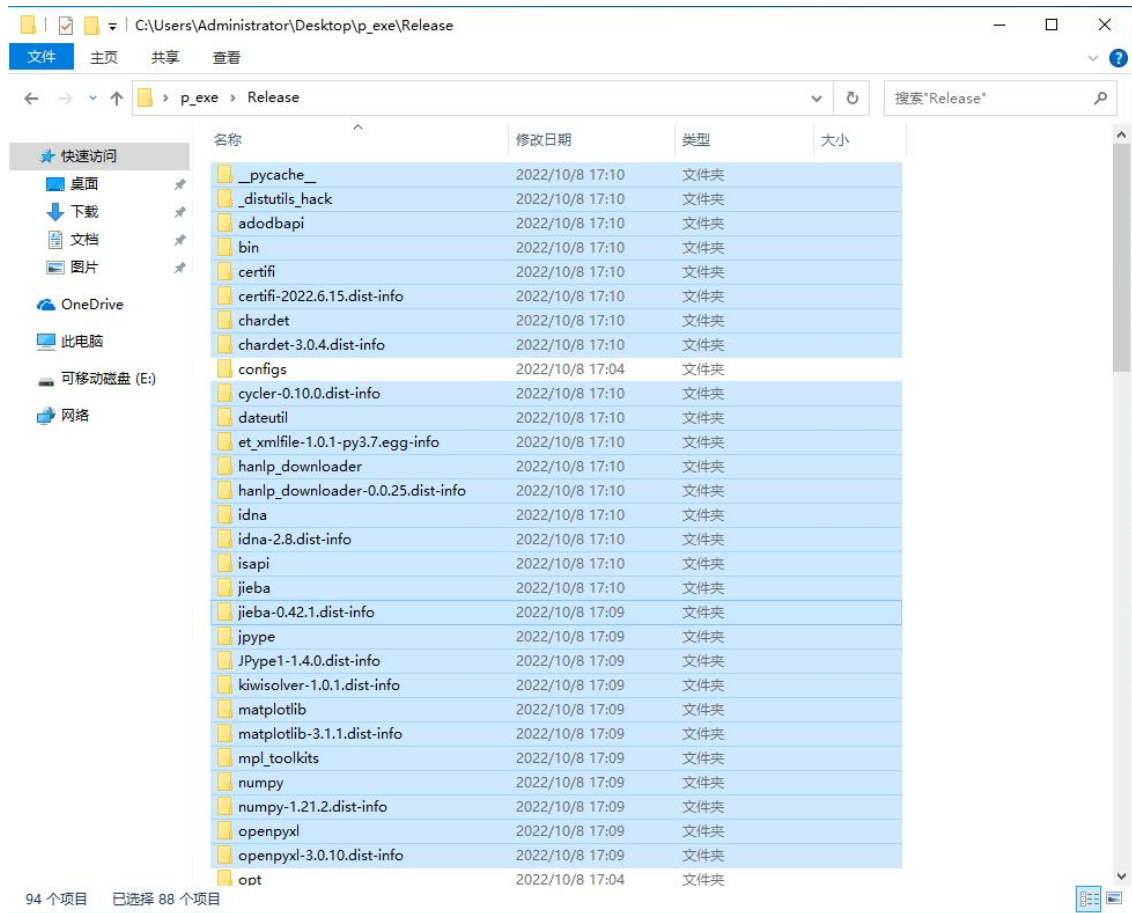 C:\Users\Administrator\Desktop\p_exe\Release
文件 主页 共享 查看
p_exe › Release 搜索"Release"
名称 修改日期 类型 大小
快速访问
桌面
下载
文档
图片
OneDrive
此电脑
可移动磁盘 (E:)
网络
__pycache__ 2022/10/8 17:10 文件夹
_distutils_hack 2022/10/8 17:10 文件夹
adodbapi 2022/10/8 17:10 文件夹
bin 2022/10/8 17:10 文件夹
certifi 2022/10/8 17:10 文件夹
certifi-2022.6.15.dist-info 2022/10/8 17:10 文件夹
chardet 2022/10/8 17:10 文件夹
chardet-3.0.4.dist-info 2022/10/8 17:10 文件夹
configs 2022/10/8 17:04 文件夹
cycler-0.10.0.dist-info 2022/10/8 17:10 文件夹
dateutil 2022/10/8 17:10 文件夹
et_xmlfile-1.0.1-py3.7.egg-info 2022/10/8 17:10 文件夹
hanlp_downloader 2022/10/8 17:10 文件夹
hanlp_downloader-0.0.25.dist-info 2022/10/8 17:10 文件夹
idna 2022/10/8 17:10 文件夹
idna-2.8.dist-info 2022/10/8 17:10 文件夹
isapi 2022/10/8 17:10 文件夹
jieba 2022/10/8 17:10 文件夹
jieba-0.42.1.dist-info 2022/10/8 17:09 文件夹
jpype 2022/10/8 17:09 文件夹
JPype1-1.4.0.dist-info 2022/10/8 17:09 文件夹
kiwisolver-1.0.1.dist-info 2022/10/8 17:09 文件夹
matplotlib 2022/10/8 17:09 文件夹
matplotlib-3.1.1.dist-info 2022/10/8 17:09 文件夹
mpl_toolkits 2022/10/8 17:09 文件夹
numpy 2022/10/8 17:09 文件夹
numpy-1.21.2.dist-info 2022/10/8 17:09 文件夹
openpyxl 2022/10/8 17:09 文件夹
openpyxl-3.0.10.dist-info 2022/10/8 17:09 文件夹
opt 2022/10/8 17:04 文件夹
94 个项目 已选择 88 个项目